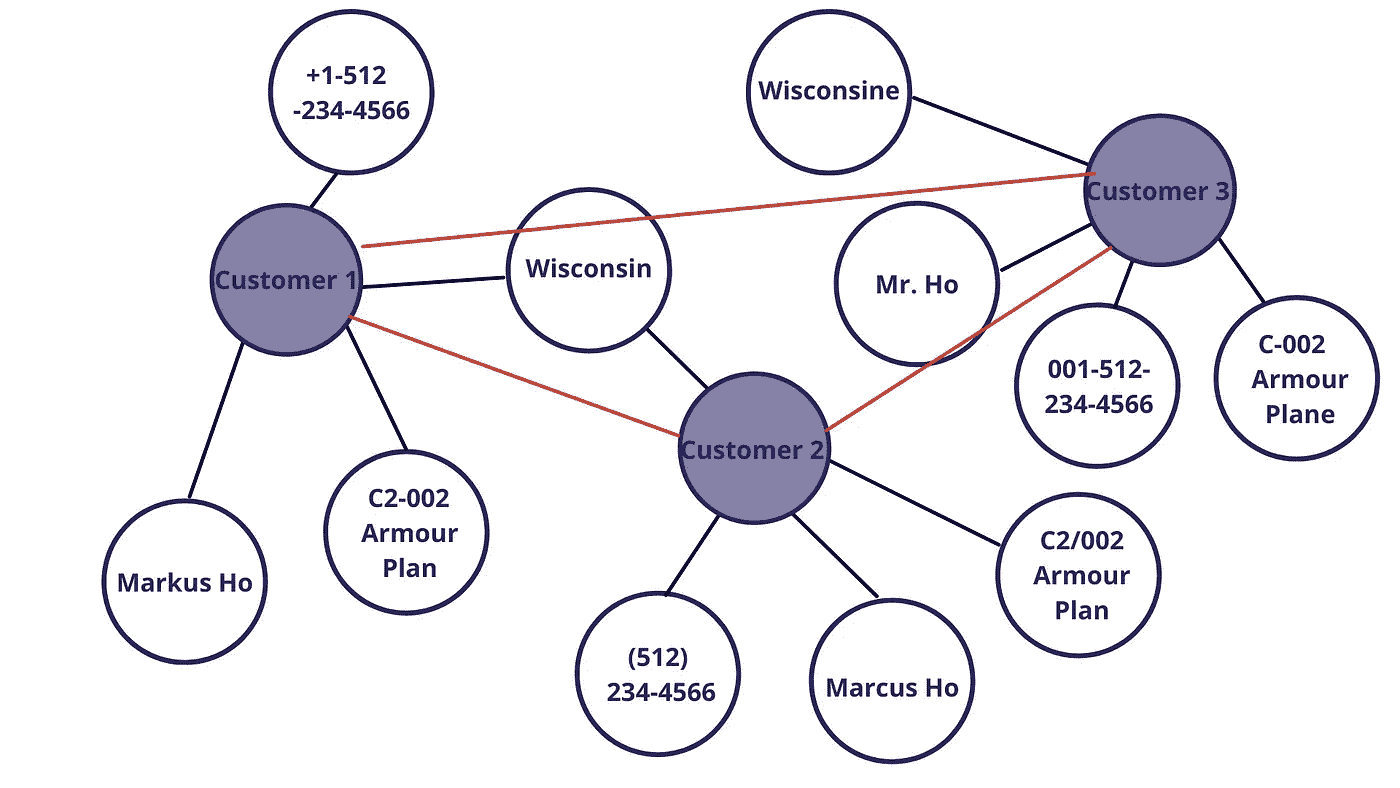 +1-512
-234-4566
Wisconsine
Customer 3
Wisconsin
Customer 1
Mr. Ho
001-512-
234-4566
C-002
Armour
Plane
Customer 2
C2-002
Armour
Plan
Markus Ho
C2/002
Armour
Plan
(512)
234-4566
Marcus Ho